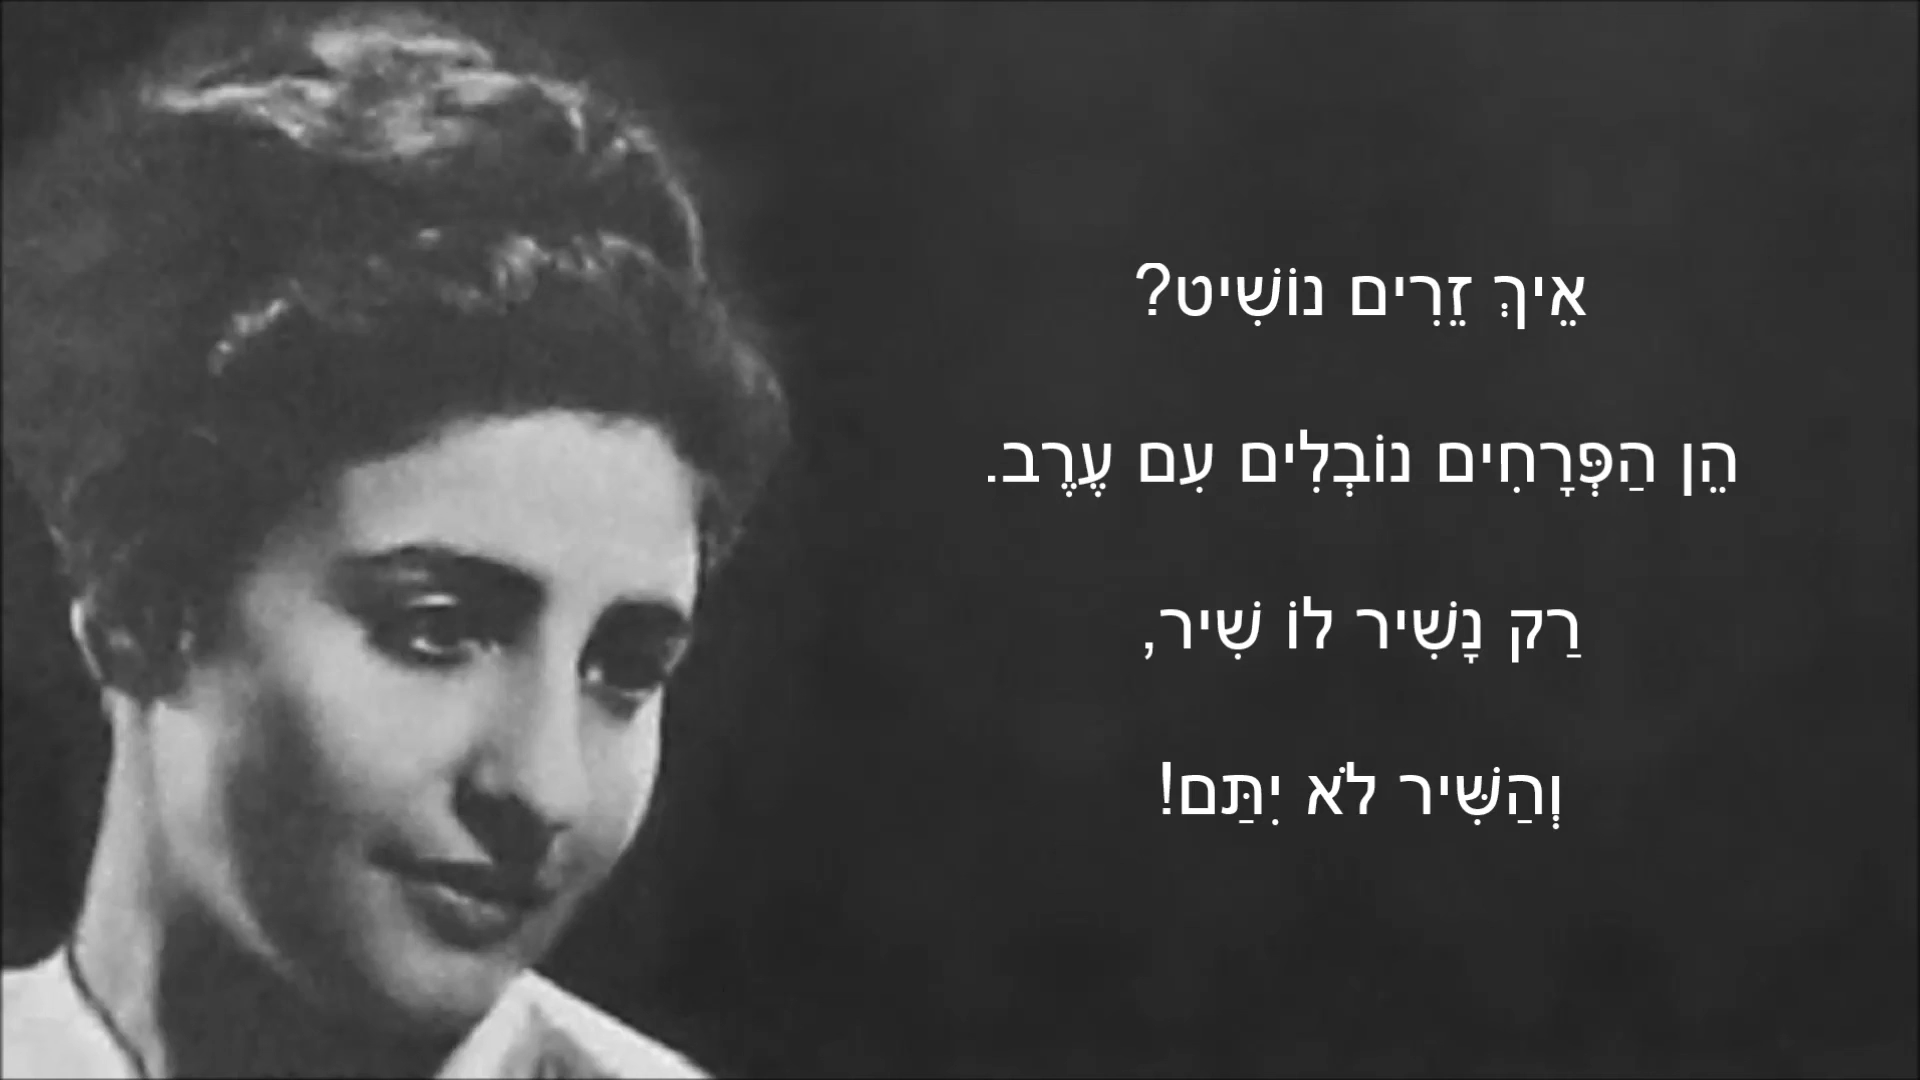 אֵיךְ זֵרִים נוֹשִׁיט?
הֵן הַפְּרָחִים נוֹבְלִים עִם עֶרֶב.
רַק נָשִׁיר לוֹ שִׁיר,
וְהַשִּׁיר לֹא יִתַּם!